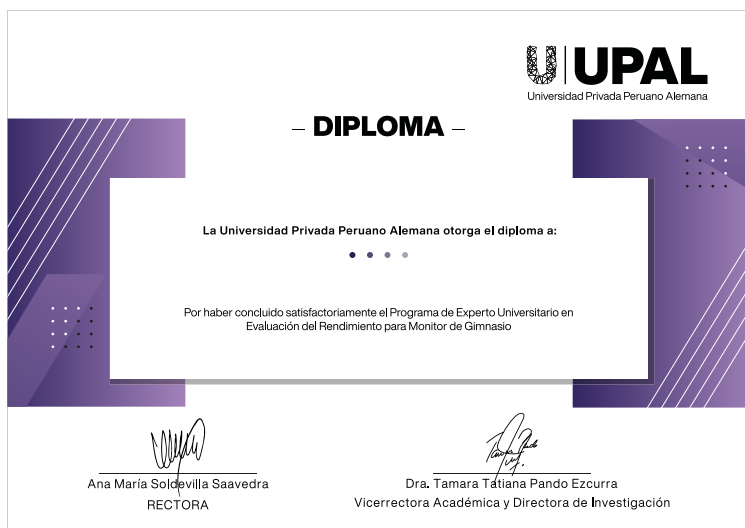 UPAL
Universidad Privada Peruano Alemana
– DIPLOMA –
La Universidad Privada Peruano Alemana otorga el diploma a:
Por haber concluido satisfactoriamente el Programa de Experto Universitario en
Evaluación del Rendimiento para Monitor de Gimnasio
Ana María Soldevilla Saavedra
RECTORA
Dra. Tamara Tatiana Pando Ezcurra
Vicerrectora Académica y Directora de Investigación